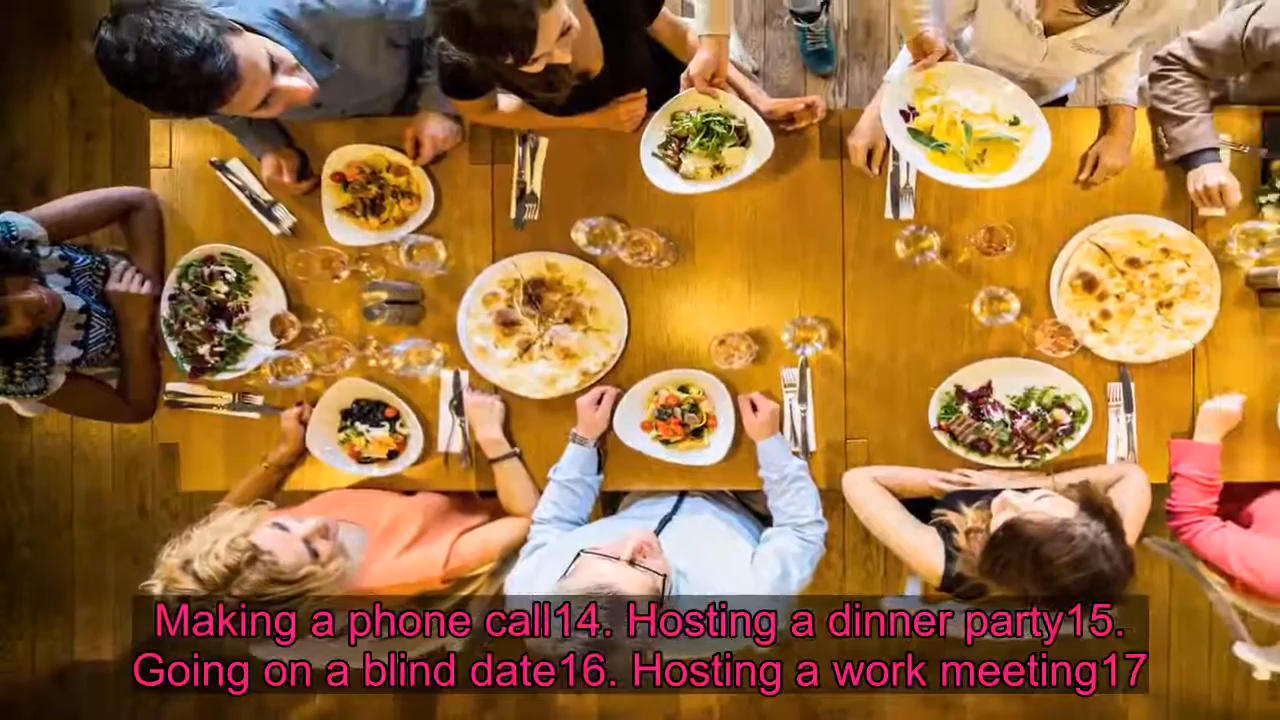 Making a phone call14. Hosting a dinner party15.
Going on a blind date16. Hosting a work meeting17